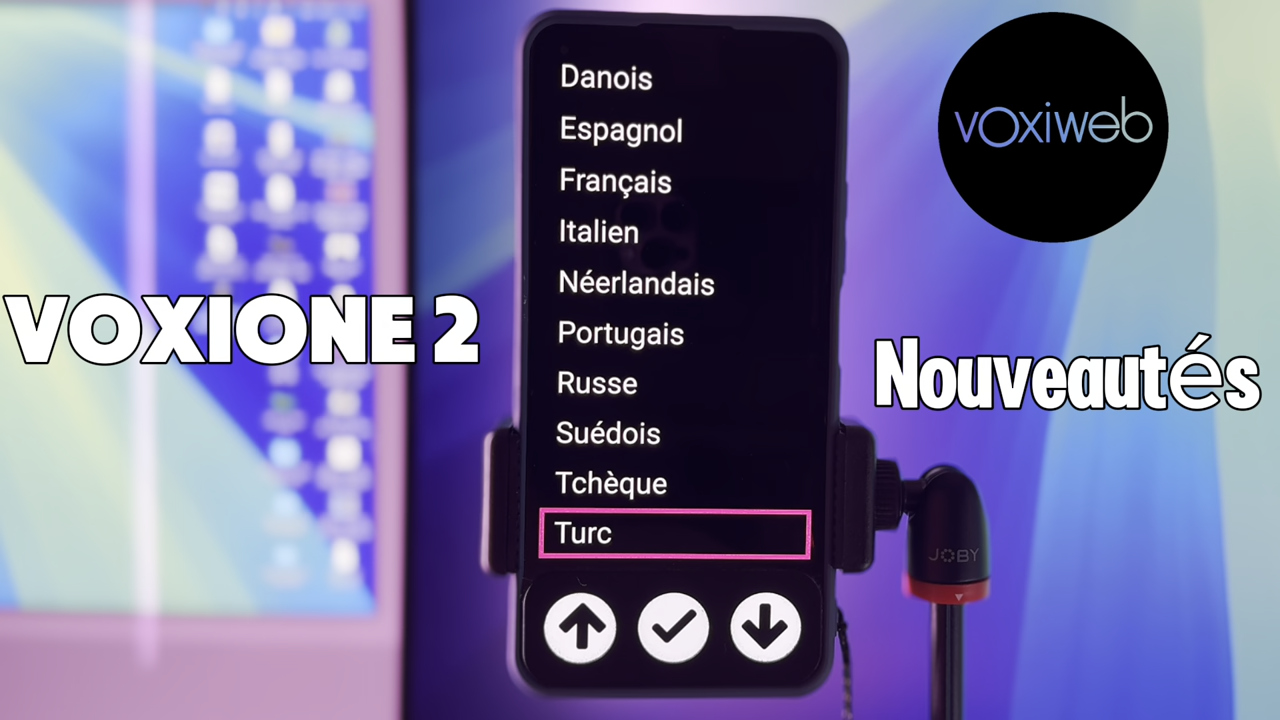 VOXIONE 2
Danois
Espagnol
Français
Italien
Néerlandais
Portugais
Russe
Suédois
Tchèque
Turc
voxiweb
Nouveautés
JOBY